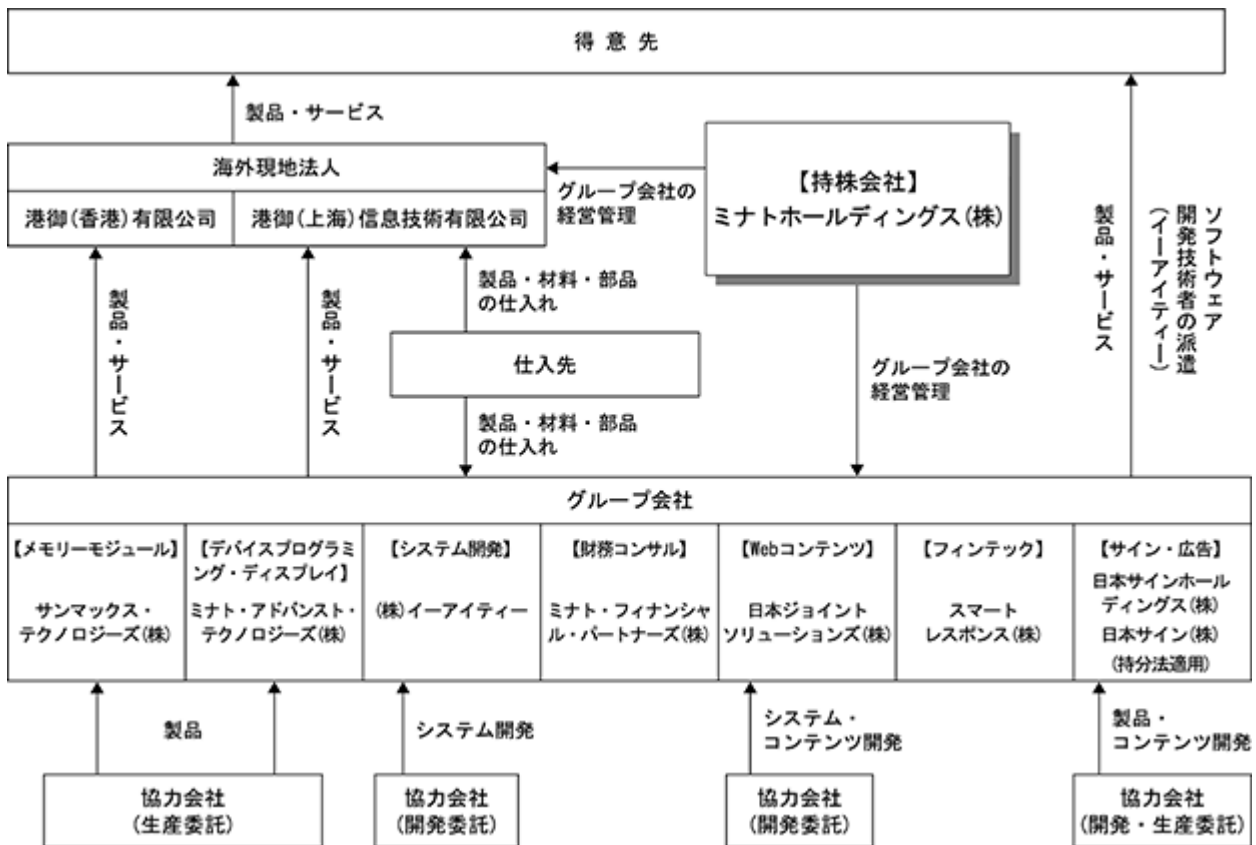 得意先
製品・サービス
海外現地法人
港御(香港)有限公司
港御(上海)信息技術有限公司
グループ会社の
経営管理
【持株会社】
ミナトホールディングス(株)
製品・サービス
ソフトウェア
開発技術者の派遣
(イーアイティー)
製品・サービス
製品・サービス
製品・材料・部品
の仕入れ
仕入先
製品・材料・部品
の仕入れ
グループ会社の
経営管理
グループ会社
【メモリーモジュール】
サンマックス・
テクノロジーズ(株)
【デバイスプログラミ
ング・ディスプレイ】
ミナト・アドバンスト・
テクノロジーズ(株)
【システム開発】
(株)イーアイティー
【財務コンサル】
ミナト・フィナンシャ
ル・パートナーズ(株)
【Webコンテンツ】
日本ジョイント
ソリューションズ(株)
【フィンテック】
スマート
レスポンス(株)
【サイン・広告】
日本サインホール
ディングス(株)
日本サイン(株)
(持分法適用)
製品
システム開発
システム・
コンテンツ開発
製品・
コンテンツ開発
協力会社
(生産委託)
協力会社
(開発委託)
協力会社
(開発委託)
協力会社
(開発・生産委託)